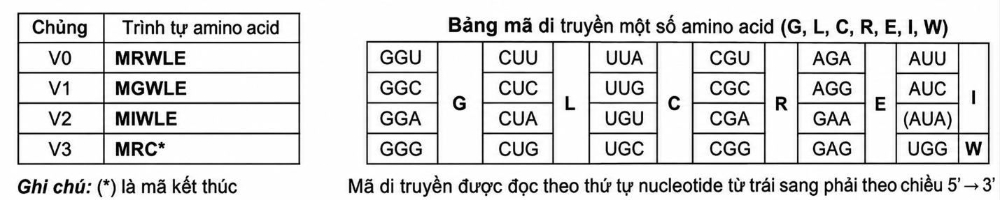 Chủng Trình tự amino acid
V0 MRWLE
V1 MGWLE
V2 MIWLE
V3 MRC*
Ghi chú: (*) là mã kết thúc
Bảng mã di truyền một số amino acid (G, L, C, R, E, I, W)
GGU CUU UUA CGU AGA AUU
GGC CUC UUG CGC AGG AUC
G L C R E I
GGA CUA UGU CGA GAA (AUA)
GGG CUG UGC CGG GAG UGG W
Mã di truyền được đọc theo thứ tự nucleotide từ trái sang phải theo chiều 5’→3’